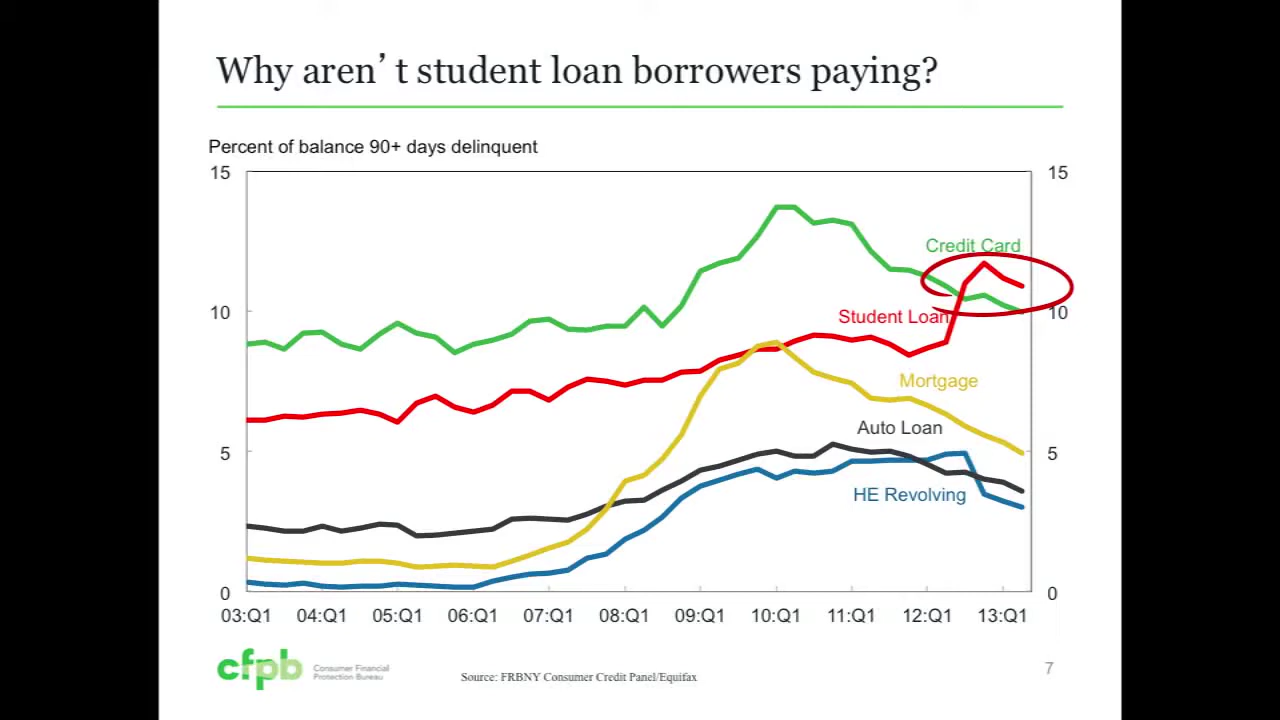 Why aren’ t student loan borrowers paying?
Percent of balance 90+ days delinquent
15 15
Credit Card
10 10
Student Loan
Mortgage
Auto Loan
5 5
HE Revolving
0 0
03:Q1 04:Q1 05:Q1 06:Q1 07:Q1 08:Q1 09:Q1 10:Q1 11:Q1 12:Q1 13:Q1
cfpb
Consumer Financial
Protection Bureau
Source: FRBNY Consumer Credit Panel/Equifax
7